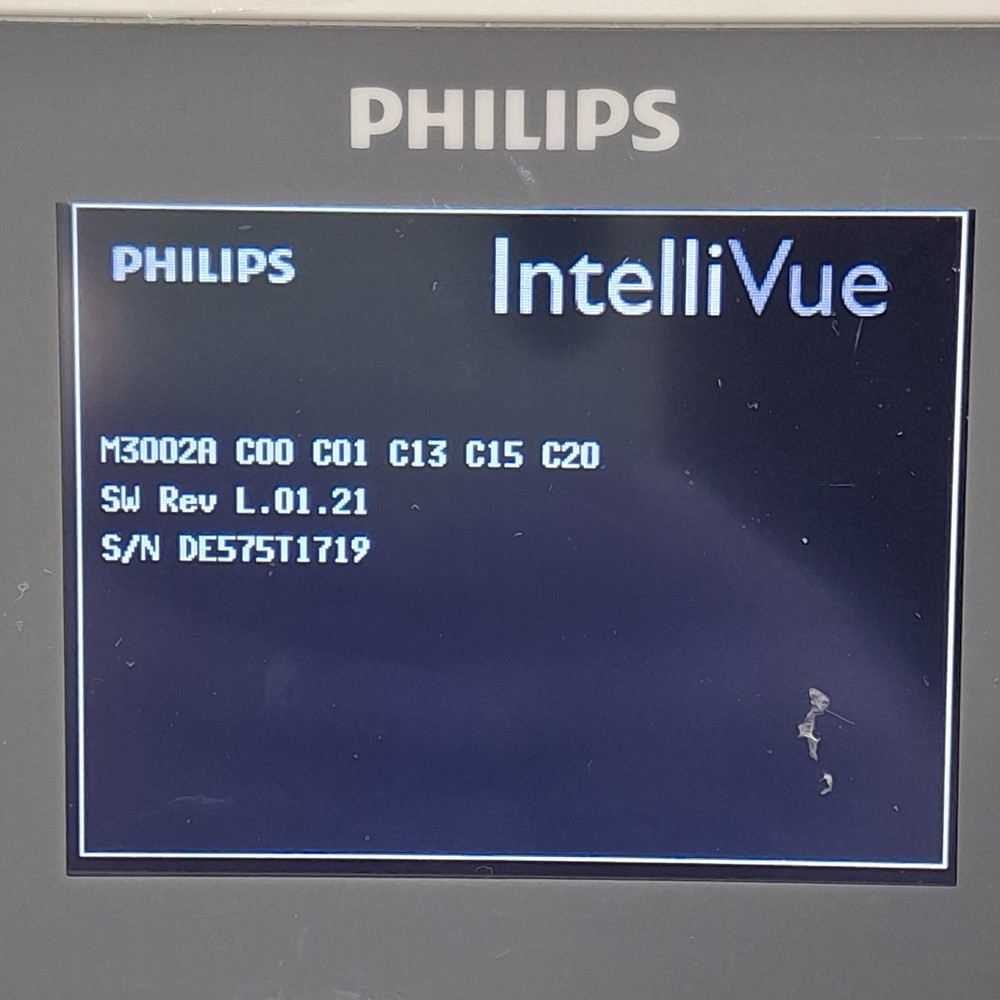 PHILIPS
PHILIPS IntelliVue
M3002A C00 C01 C13 C15 C20
SW Rev L.01.21
S/N DE575T1719